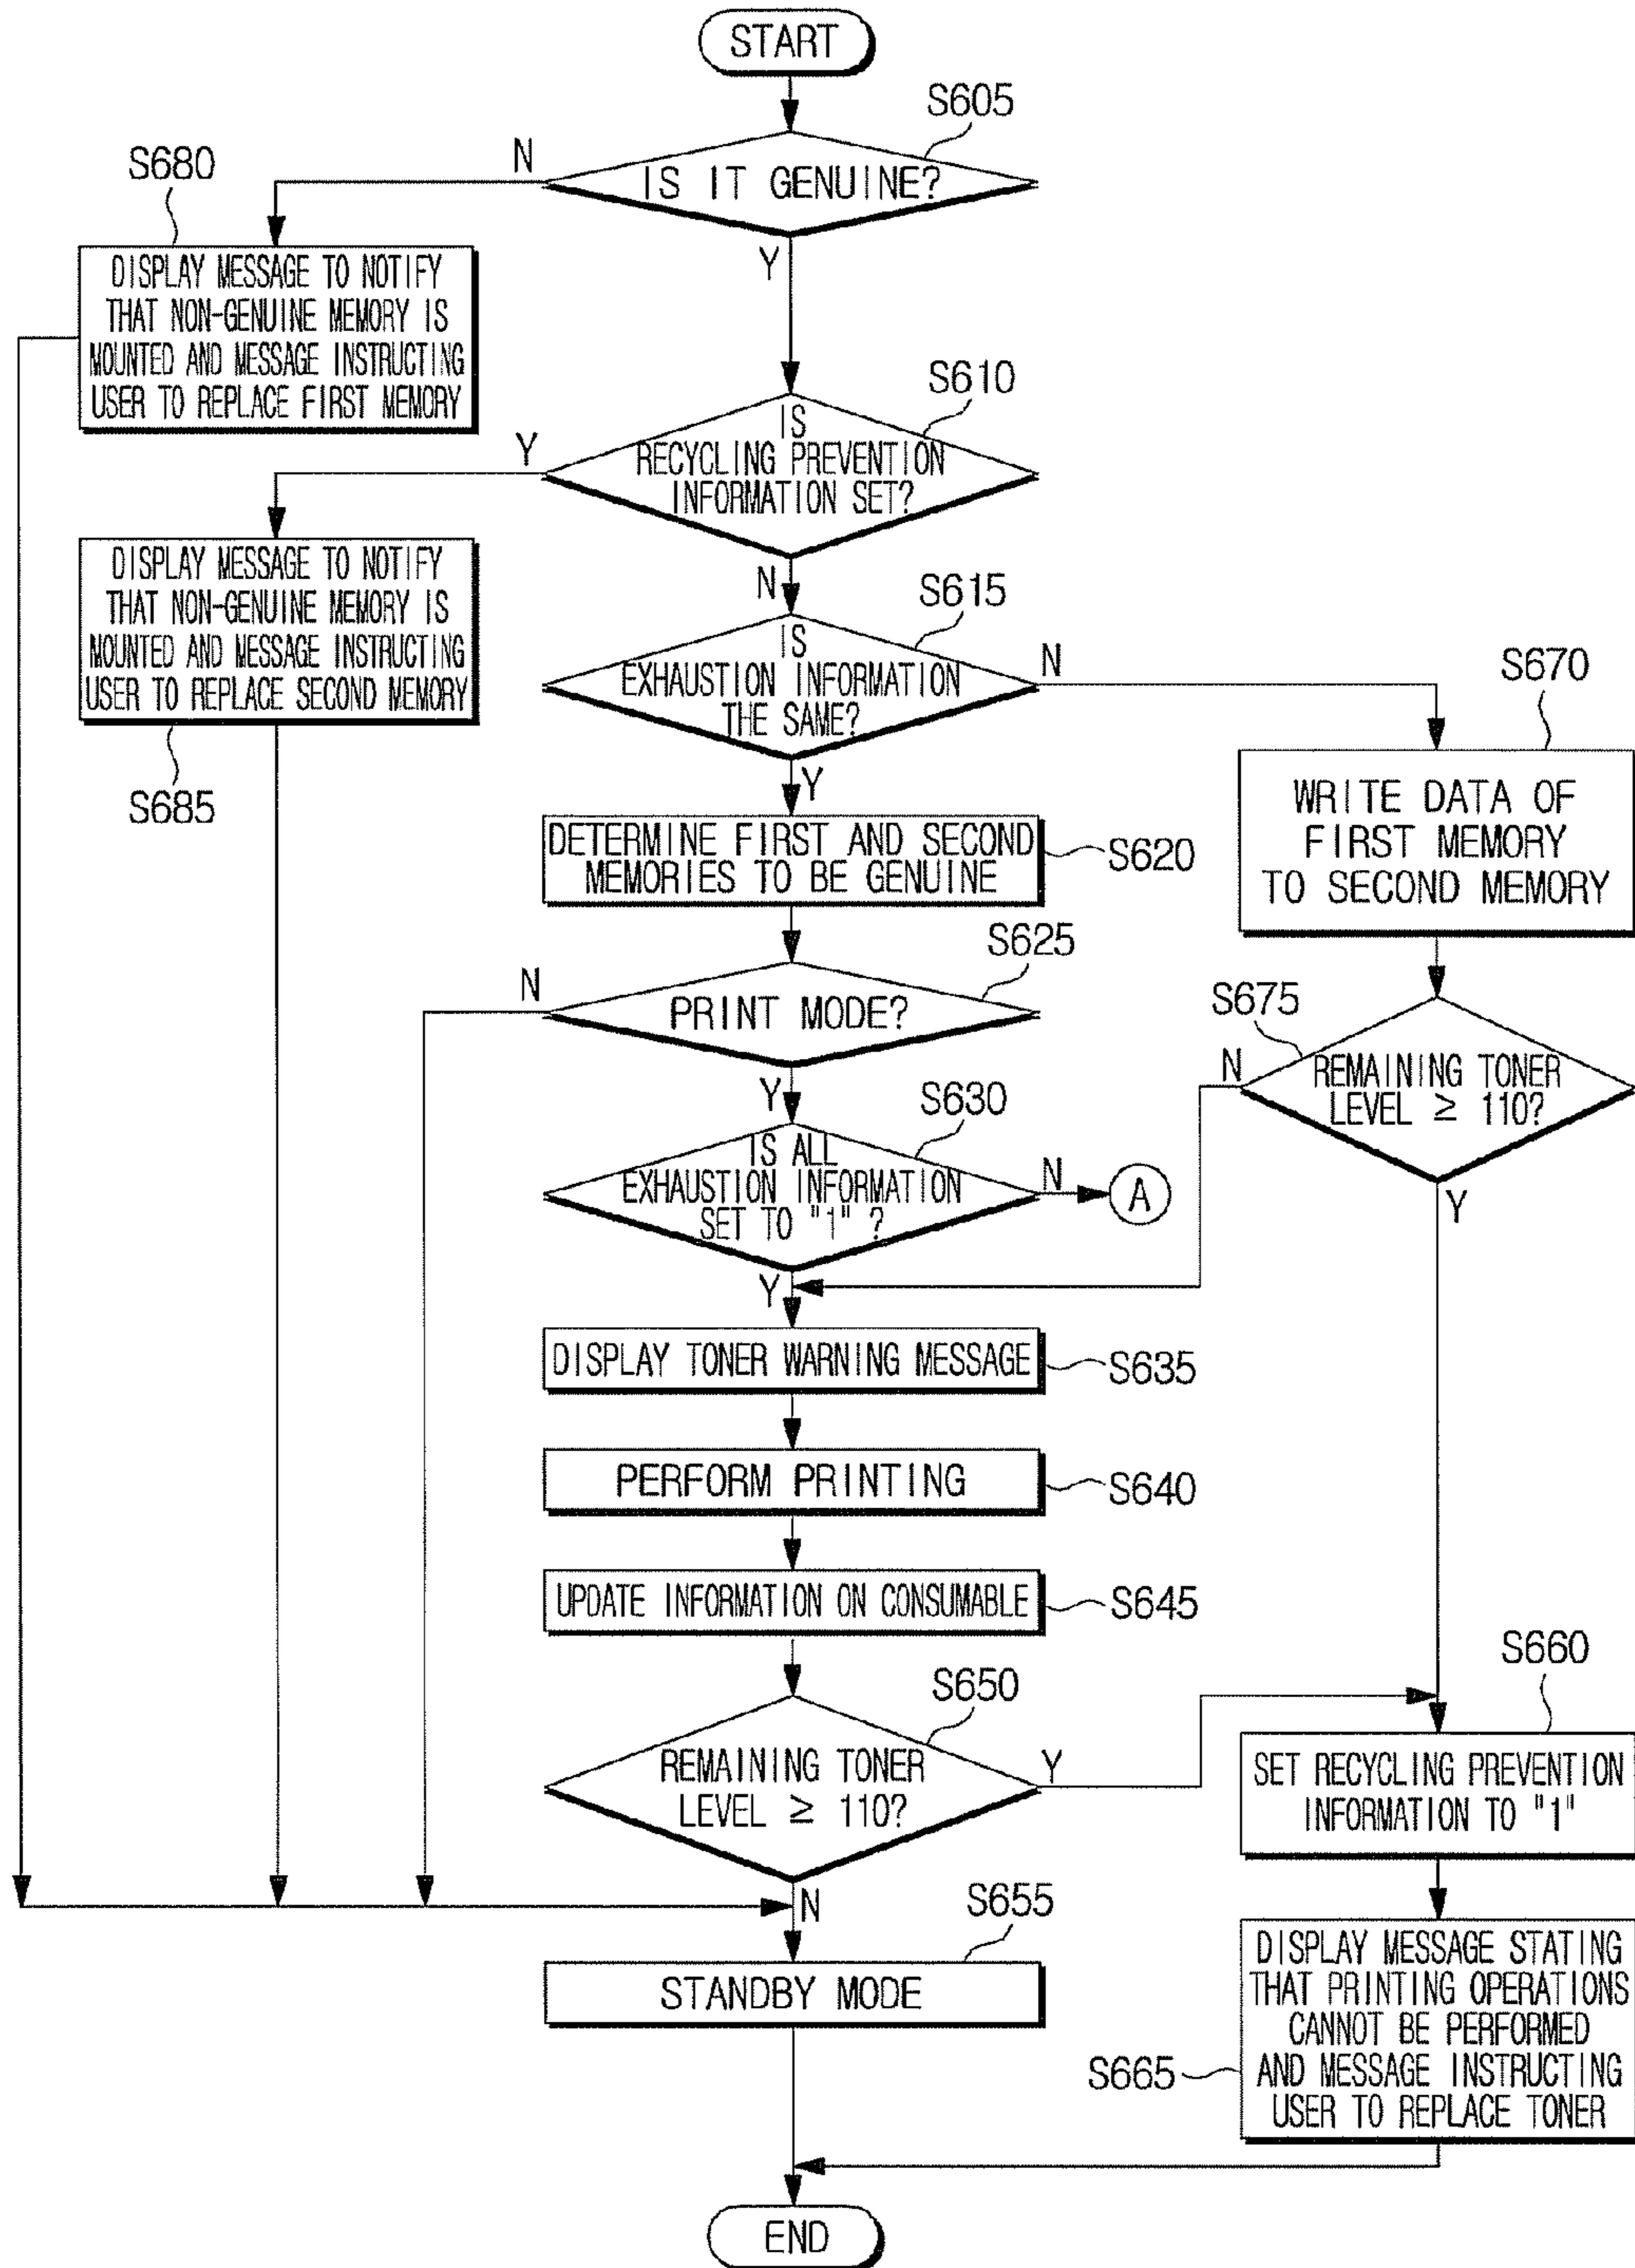 START
S605
IS IT GENUINE?
N
Y
S680
DISPLAY MESSAGE TO NOTIFY
THAT NON-GENUINE MEMORY IS
MOUNTED AND MESSAGE INSTRUCTING
USER TO REPLACE FIRST MEMORY
S610
IS
RECYCLING PREVENTION
INFORMATION SET?
Y
N
DISPLAY MESSAGE TO NOTIFY
THAT NON-GENUINE MEMORY IS
MOUNTED AND MESSAGE INSTRUCTING
USER TO REPLACE SECOND MEMORY
S685
S615
IS
EXHAUSTION INFORMATION
THE SAME?
N
Y
S670
WRITE DATA OF
FIRST MEMORY
TO SECOND MEMORY
DETERMINE FIRST AND SECOND
MEMORIES TO BE GENUINE
S620
S625
PRINT MODE?
N
Y
S675
REMAINING TONER
LEVEL ≥ 110?
N
Y
S630
IS ALL
EXHAUSTION INFORMATION
SET TO "1" ?
N
A
Y
DISPLAY TONER WARNING MESSAGE
S635
PERFORM PRINTING
S640
UPDATE INFORMATION ON CONSUMABLE
S645
S650
REMAINING TONER
LEVEL ≥ 110?
Y
N
S660
SET RECYCLING PREVENTION
INFORMATION TO "1"
S655
STANDBY MODE
DISPLAY MESSAGE STATING
THAT PRINTING OPERATIONS
CANNOT BE PERFORMED
AND MESSAGE INSTRUCTING
USER TO REPLACE TONER
S665
END